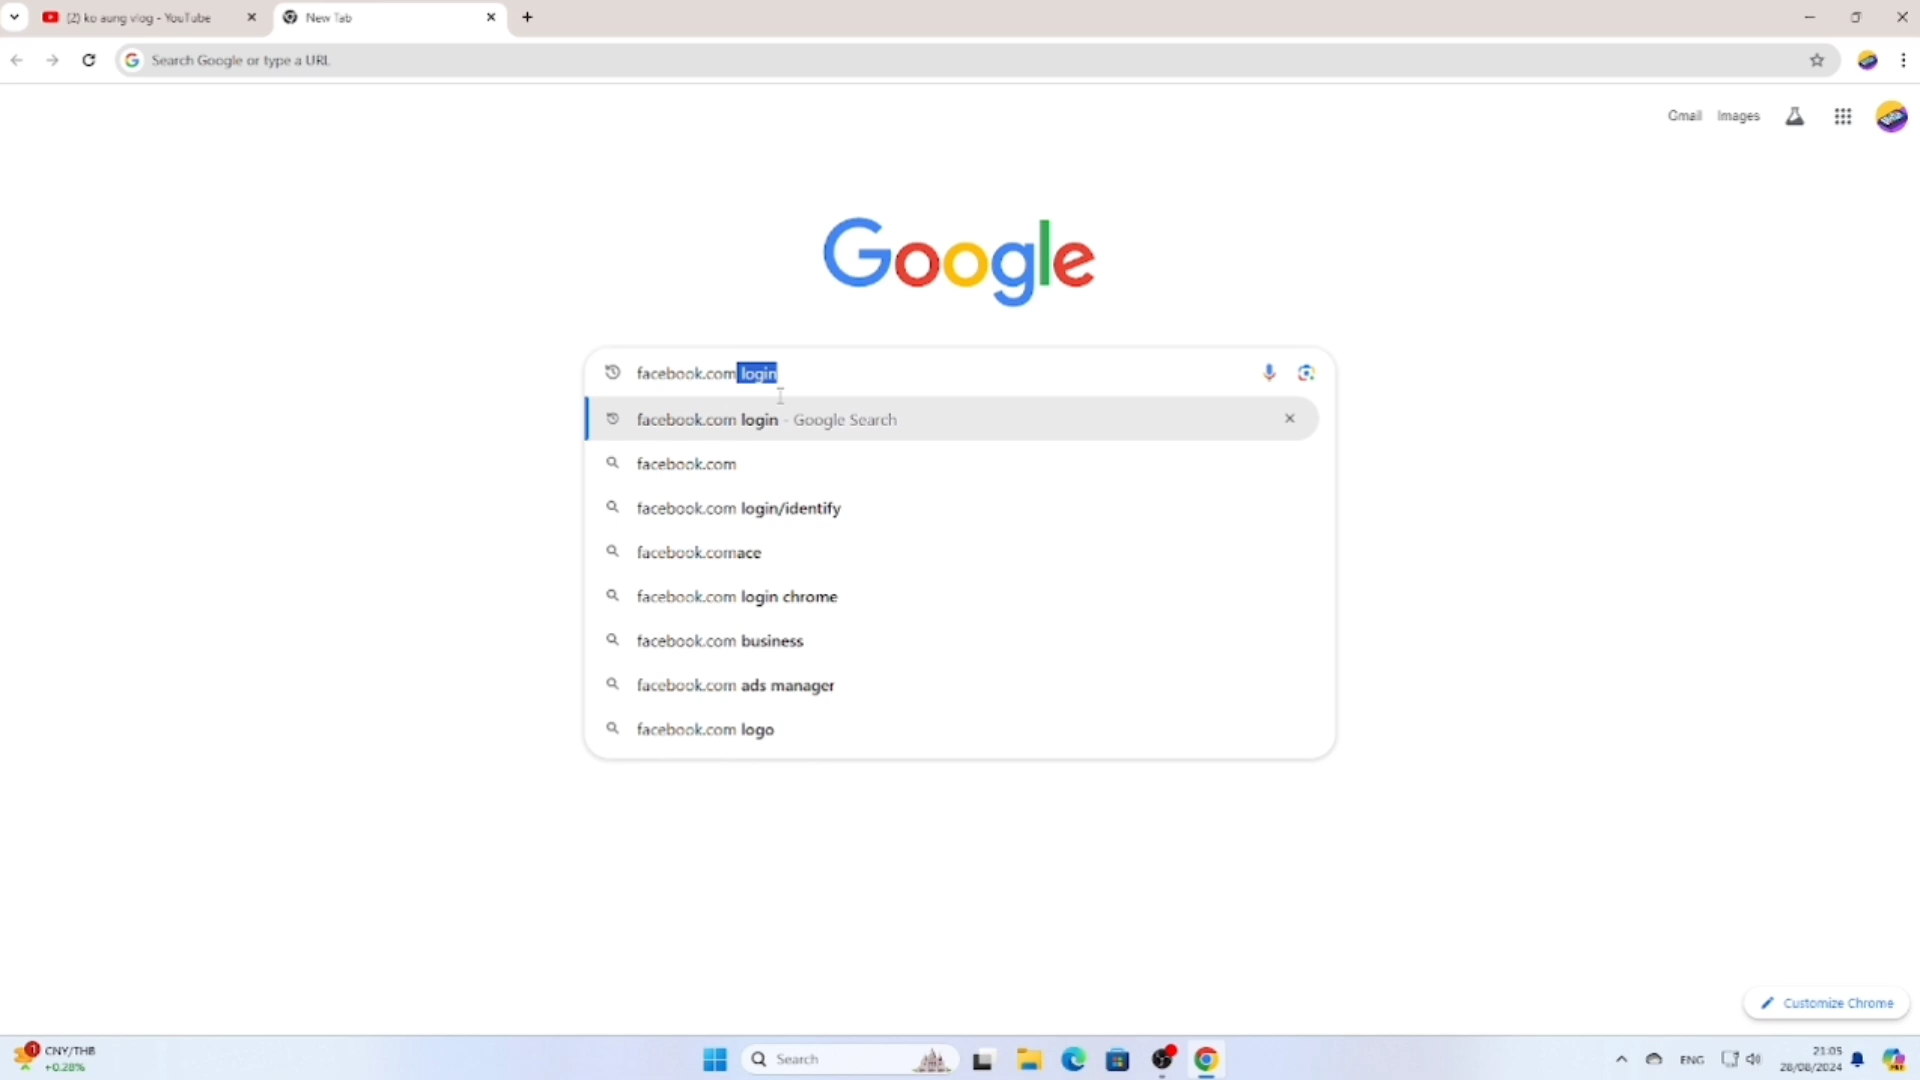 (2) ko aung vlog - YouTube
New Tab
Search Google or type a URL
Gmail
Images
Google
facebook.com login
facebook.com login - Google Search
facebook.com
facebook.com login/identify
facebook.comace
facebook.com login chrome
facebook.com business
facebook.com ads manager
facebook.com logo
Customize Chrome
1
CNY/THB
+0.28%
Search
ENG
21:05
28/08/2024